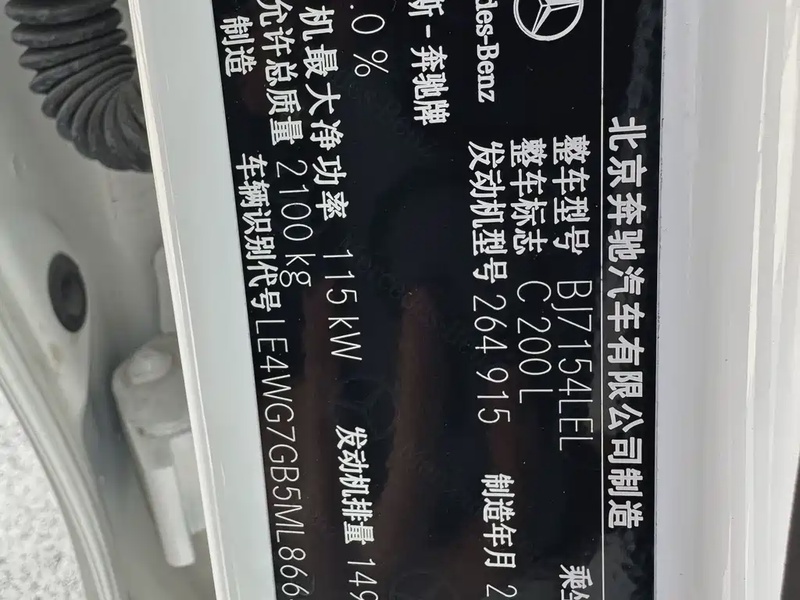 北京奔驰汽车有限公司制造
整车型号 BJ7154LEL
整车标志 C 200 L
发动机型号 264 915 制造年月 2
des-Benz
斯-奔驰牌
.0 %
机最大净功率 115 kW 发动机排量 149
允许总质量 2100 kg
制造 车辆识别代号 LE4WG7GB5ML866